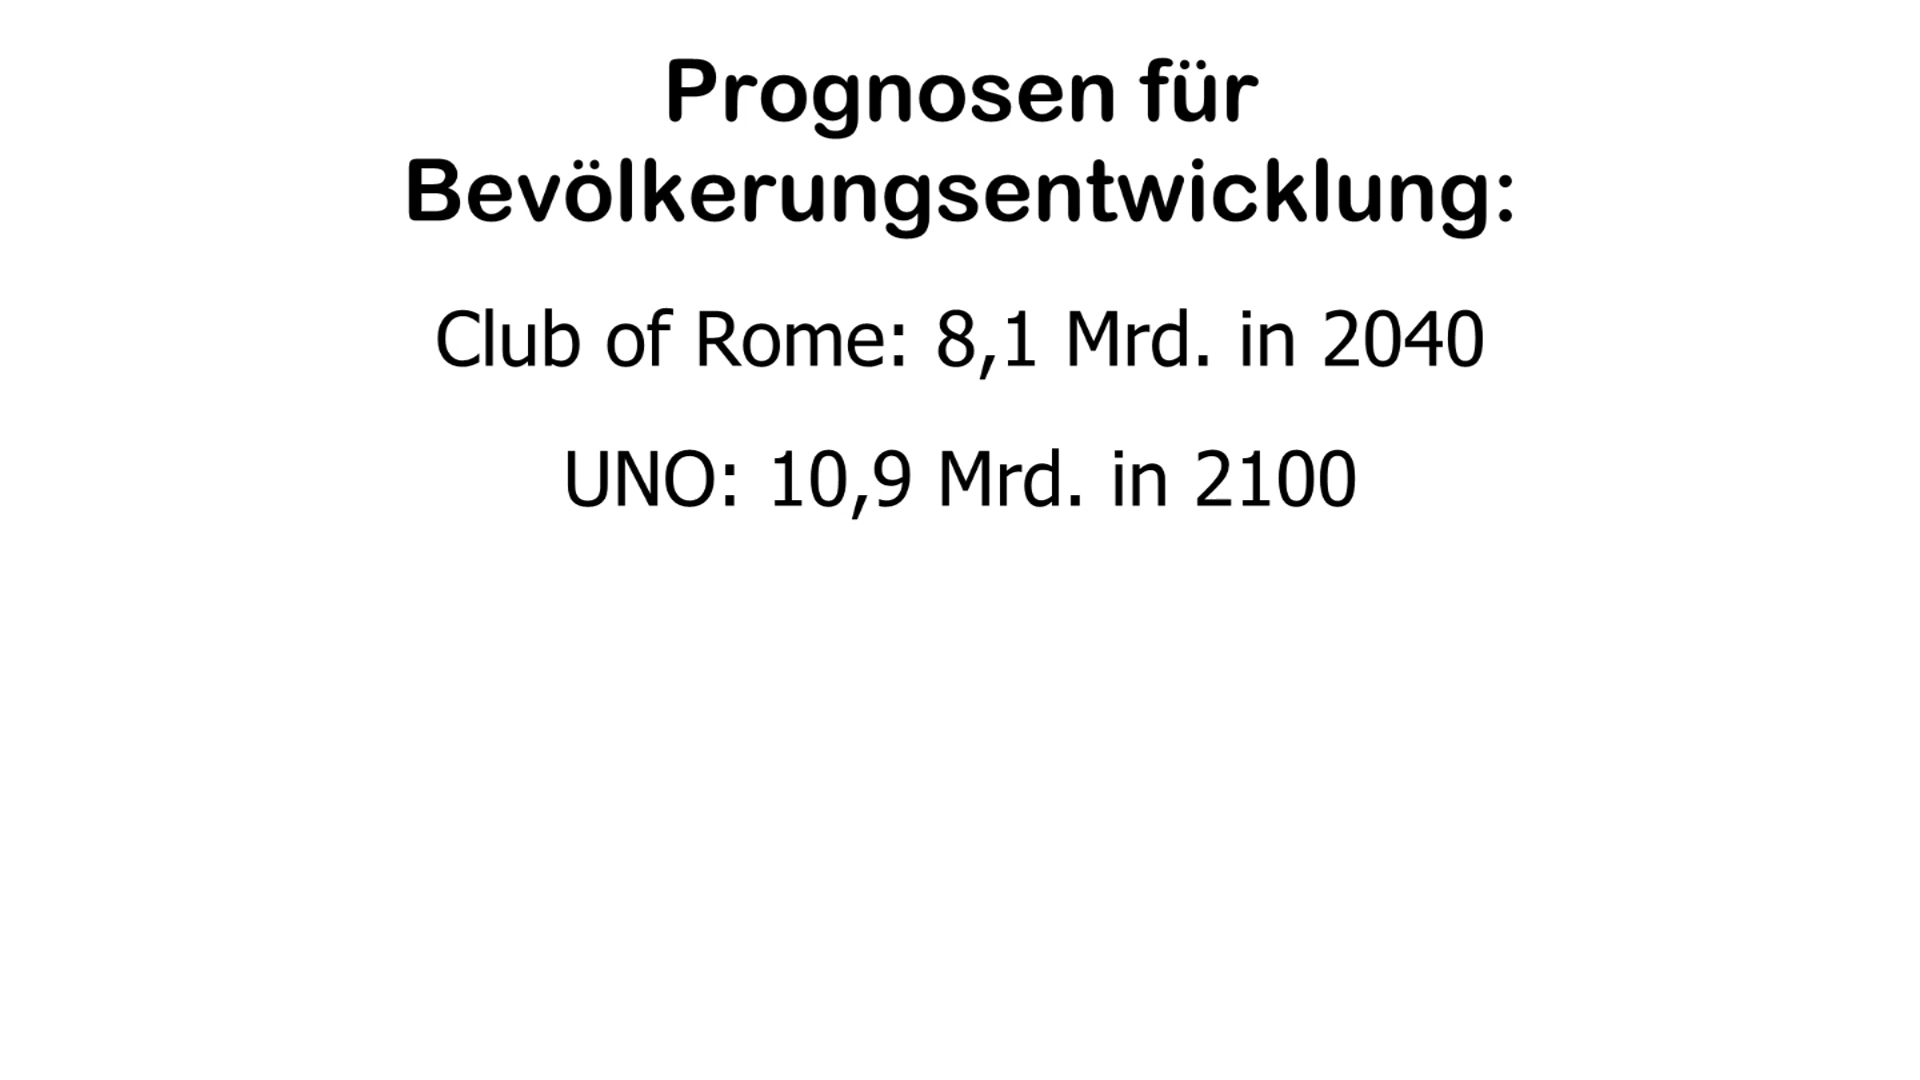 Prognosen für
Bevölkerungsentwicklung:
Club of Rome: 8,1 Mrd. in 2040
UNO: 10,9 Mrd. in 2100